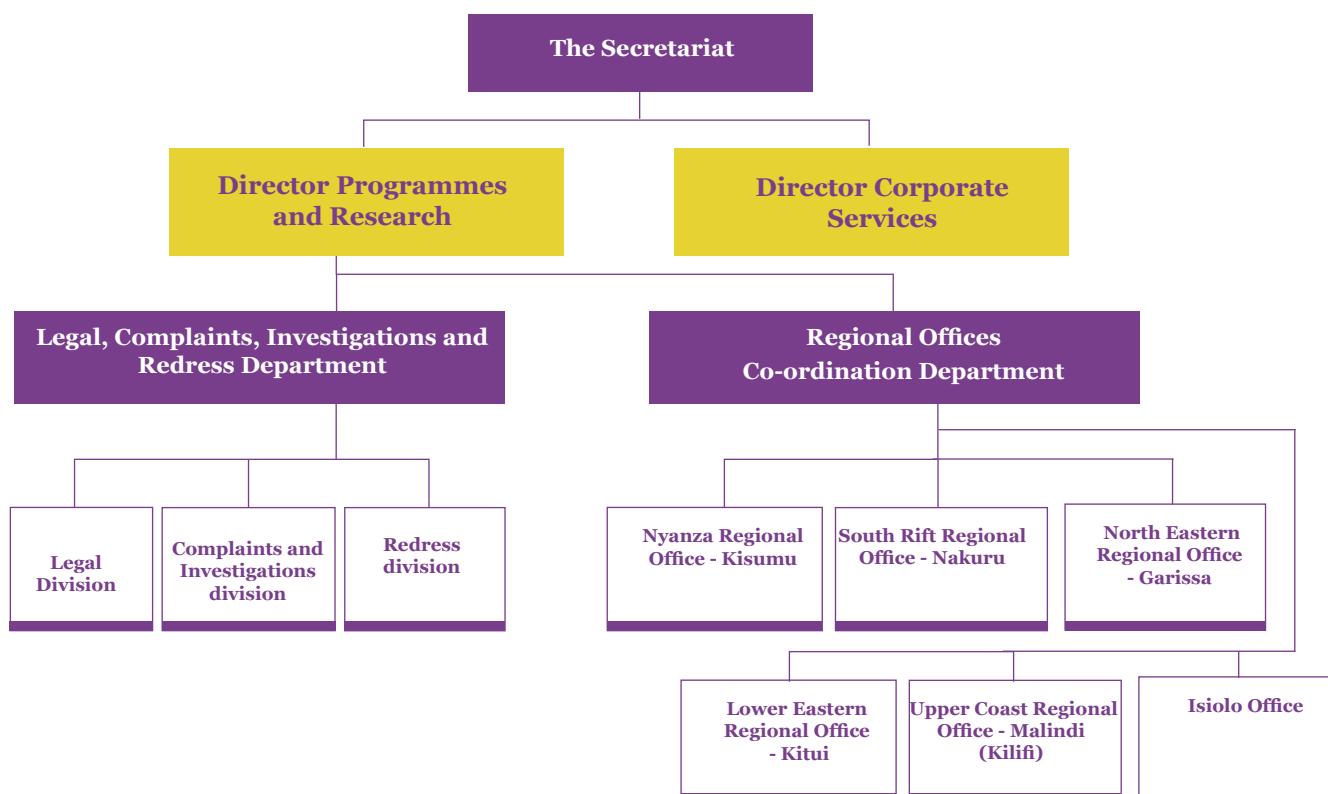 The Secretariat
Director Programmes
and Research
Director Corporate
Services
Legal, Complaints, Investigations and
Redress Department
Regional Offices
Co-ordination Department
Legal
Division
Complaints and
Investigations
division
Redress
division
Nyanza Regional
Office - Kisumu
South Rift Regional
Office - Nakuru
North Eastern
Regional Office
- Garissa
Lower Eastern
Regional Office
- Kitui
Upper Coast Regional
Office - Malindi
(Kilifi)
Isiolo Office